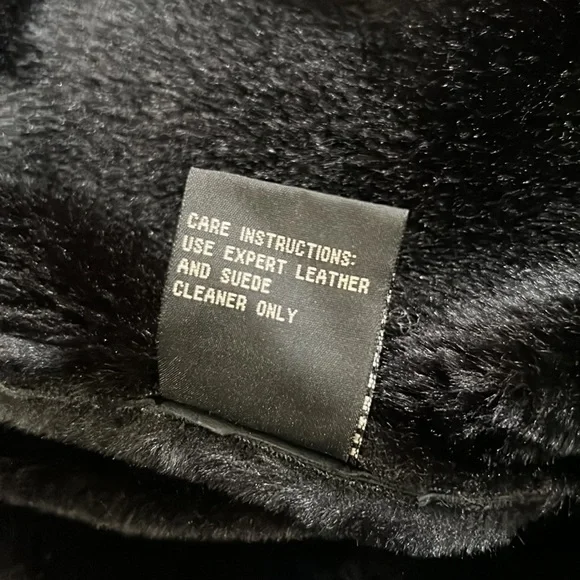 CARE INSTRUCTIONS:
USE EXPERT LEATHER
AND SUEDE
CLEANER ONLY